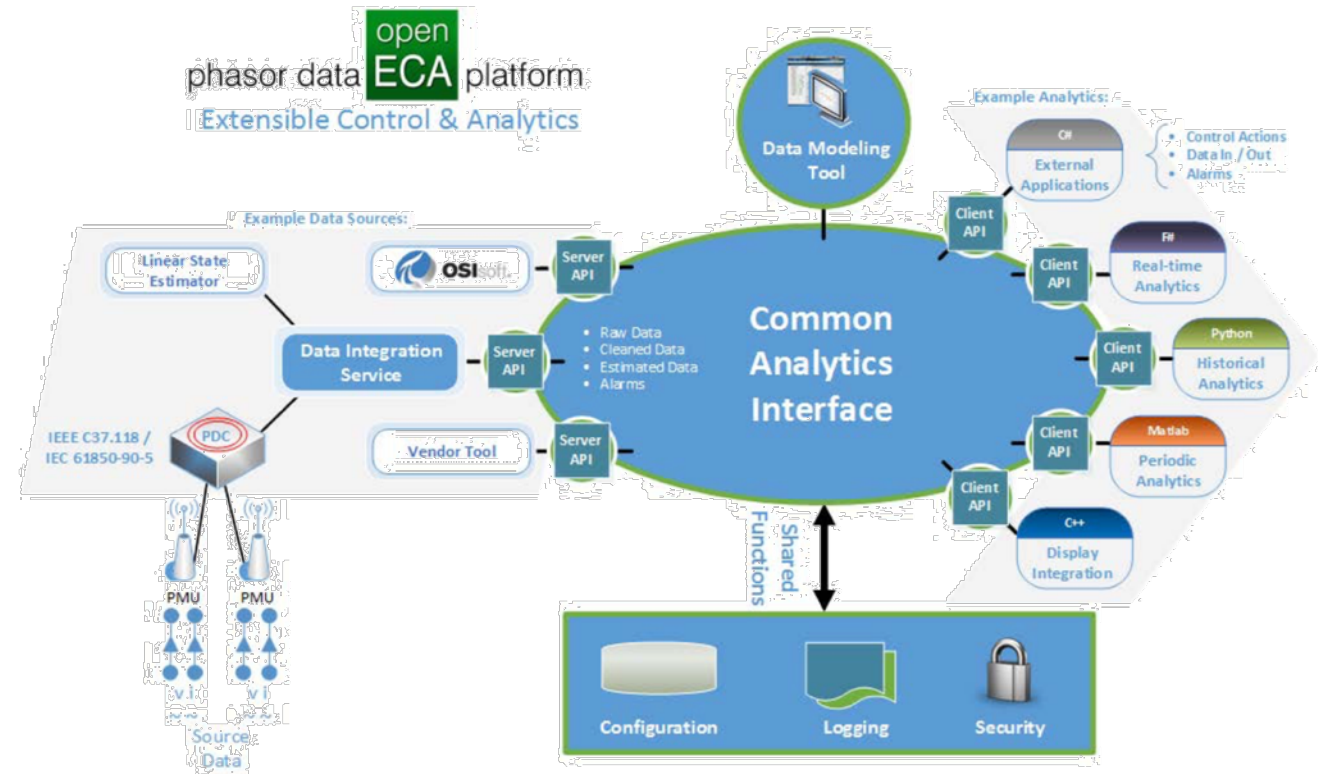 open
phasor data ECA platform
Extensible Control & Analytics
Data Modeling
Tool
Example Analytics:
C#
External
Applications
• Control Actions
• Data In / Out
• Alarms
Example Data Sources:
Linear State
Estimator
OSIsoft.
Server
API
Client
API
Client
API
F#
Real-time
Analytics
Data Integration
Service
Server
API
• Raw Data
• Cleaned Data
• Estimated Data
• Alarms
Common
Analytics
Interface
Client
API
Python
Historical
Analytics
IEEE C37.118 /
IEC 61850-90-5
PDC
Vendor Tool
Server
API
Client
API
Matlab
Periodic
Analytics
Client
API
C++
Display
Integration
Shared
Functions
PMU
PMU
v i
v i
Source
Data
Configuration
Logging
Security